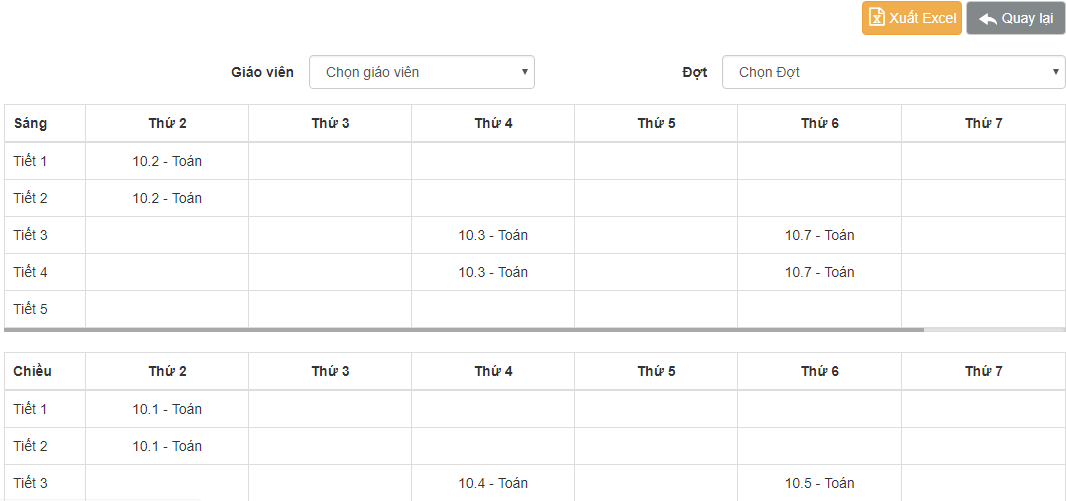 Xuất Excel Quay lại
Giáo viên Chọn giáo viên Đợt Chọn Đợt
Sáng Thứ 2 Thứ 3 Thứ 4 Thứ 5 Thứ 6 Thứ 7
Tiết 1 10.2 - Toán
Tiết 2 10.2 - Toán
Tiết 3 10.3 - Toán 10.7 - Toán
Tiết 4 10.3 - Toán 10.7 - Toán
Tiết 5
Chiều Thứ 2 Thứ 3 Thứ 4 Thứ 5 Thứ 6 Thứ 7
Tiết 1 10.1 - Toán
Tiết 2 10.1 - Toán
Tiết 3 10.4 - Toán 10.5 - Toán